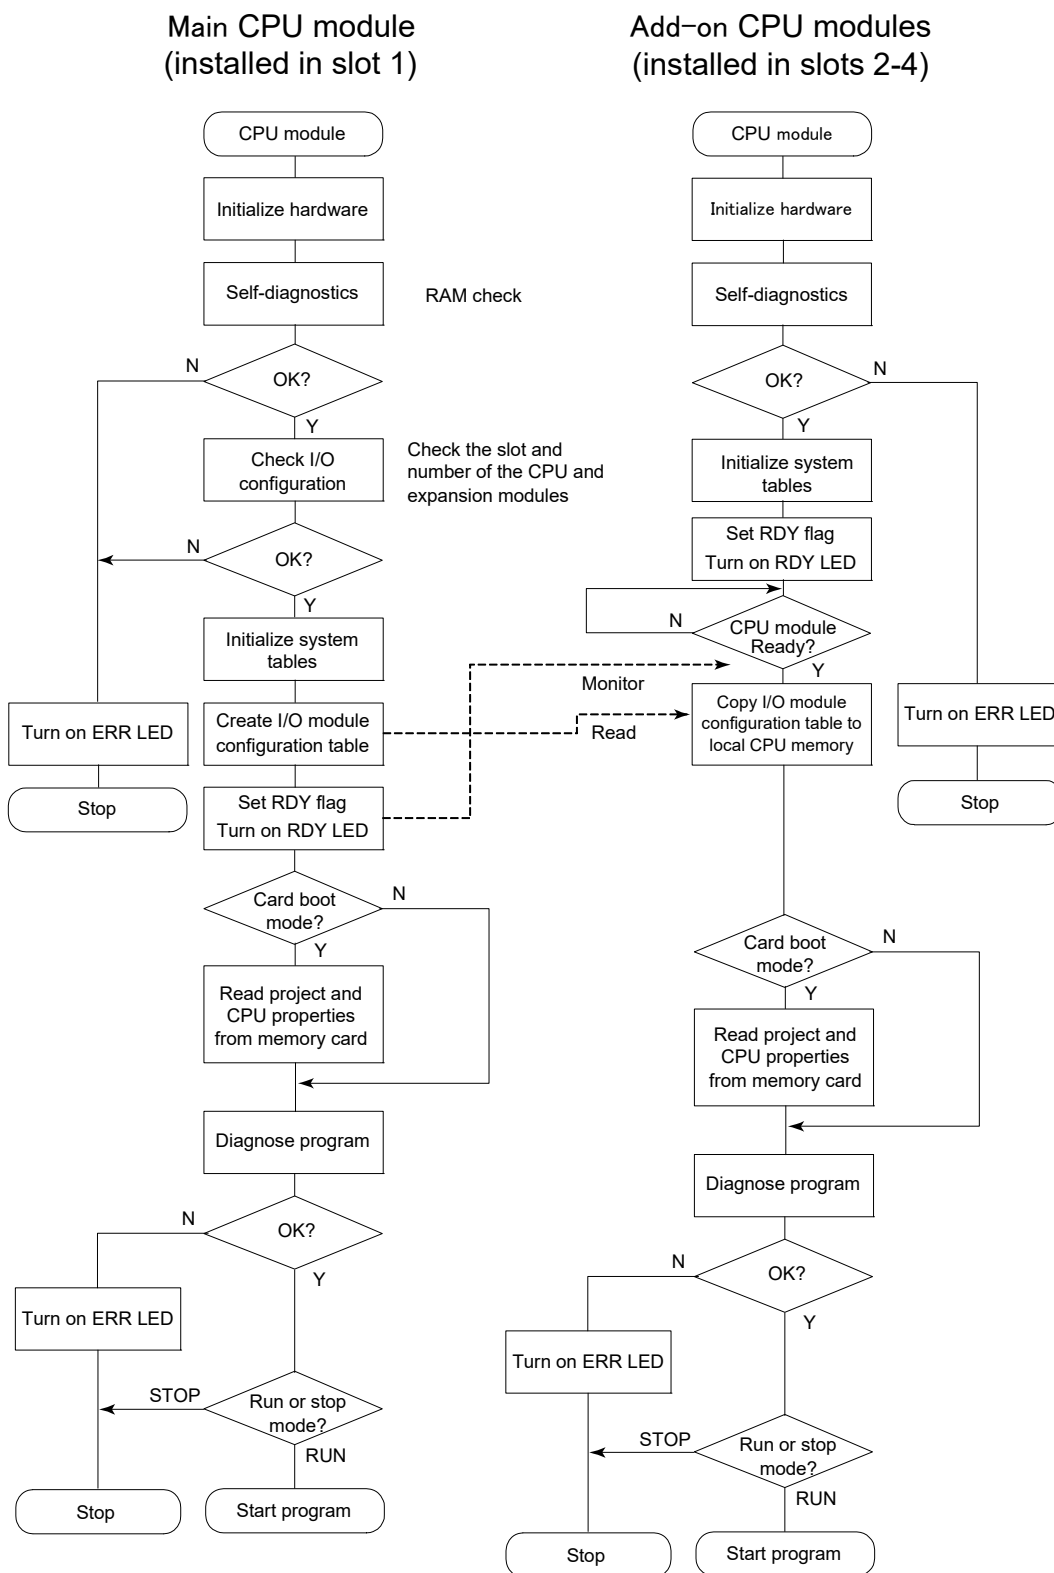 Main CPU module
(installed in slot 1)
CPU module
Initialize hardware
Self-diagnostics
RAM check
N
OK?
Y
Check I/O
configuration
Check the slot and
number of the CPU and
expansion modules
N
OK?
Y
Initialize system
tables
Turn on ERR LED
Stop
Create I/O module
configuration table
Set RDY flag
Turn on RDY LED
Card boot
mode?
N
Y
Read project and
CPU properties
from memory card
Diagnose program
N
OK?
Y
Turn on ERR LED
STOP
Run or stop
mode?
RUN
Stop
Start program
Add-on CPU modules
(installed in slots 2-4)
CPU module
Initialize hardware
Self-diagnostics
OK?
N
Y
Initialize system
tables
Set RDY flag
Turn on RDY LED
N
CPU module
Ready?
Y
Monitor
Read
Copy I/O module
configuration table to
local CPU memory
Turn on ERR LED
Stop
Card boot
mode?
N
Y
Read project and
CPU properties
from memory card
Diagnose program
N
OK?
Y
Turn on ERR LED
STOP
Run or stop
mode?
RUN
Stop
Start program